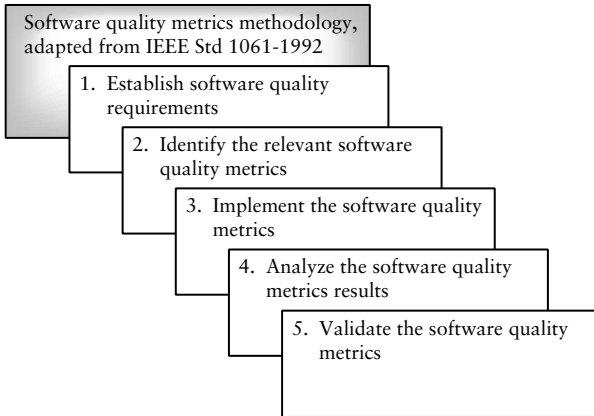 Software quality metrics methodology,
adapted from IEEE Std 1061-1992
1. Establish software quality
requirements
2. Identify the relevant software
quality metrics
3. Implement the software quality
metrics
4. Analyze the software quality
metrics results
5. Validate the software quality
metrics